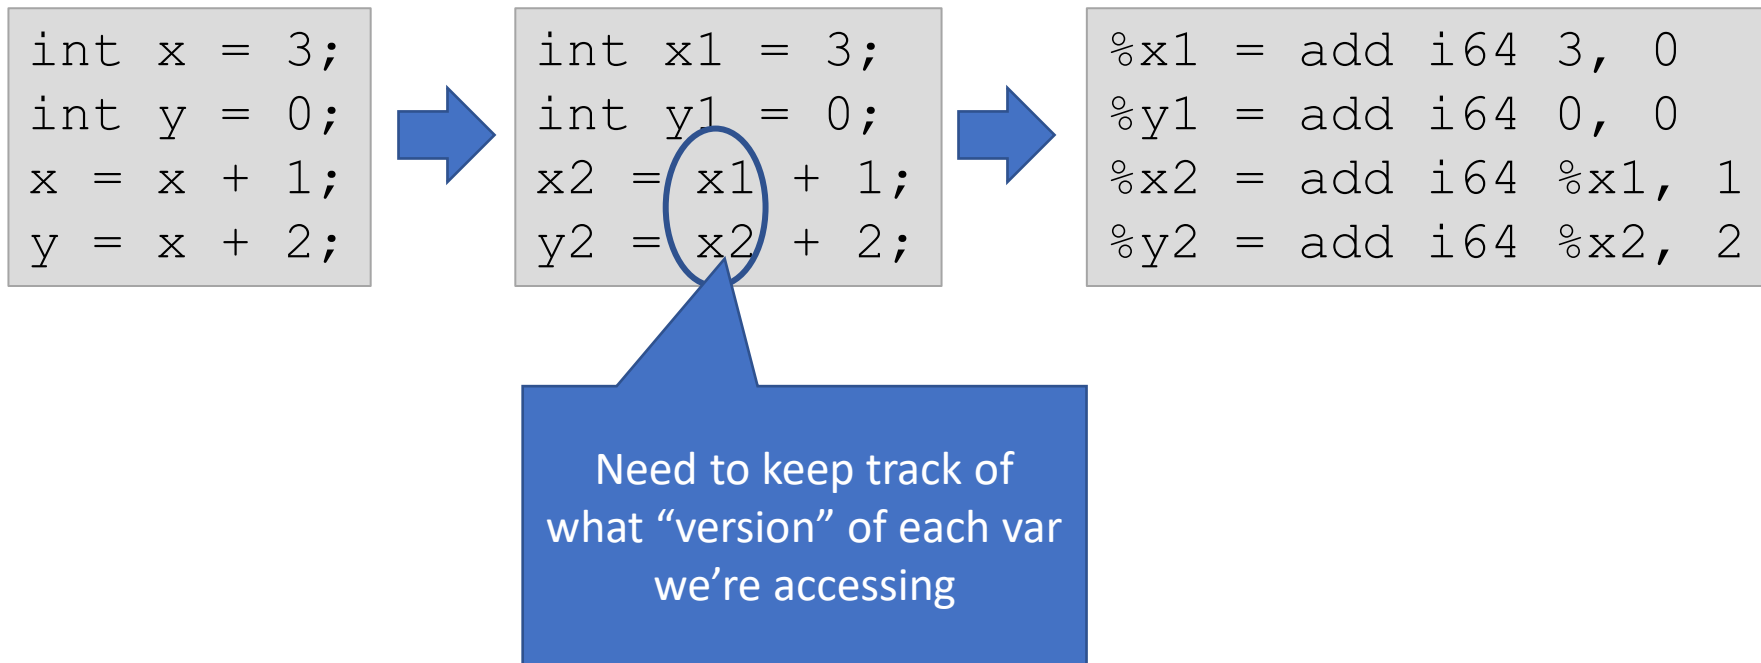 int x = 3;
int y = 0;
x = x + 1;
y = x + 2;
int x1 = 3;
int y1 = 0;
x2 = x1 + 1;
y2 = x2 + 2;
%x1 = add i64 3, 0
%y1 = add i64 0, 0
%x2 = add i64 %x1, 1
%y2 = add i64 %x2, 2
Need to keep track of
what “version” of each var
we’re accessing